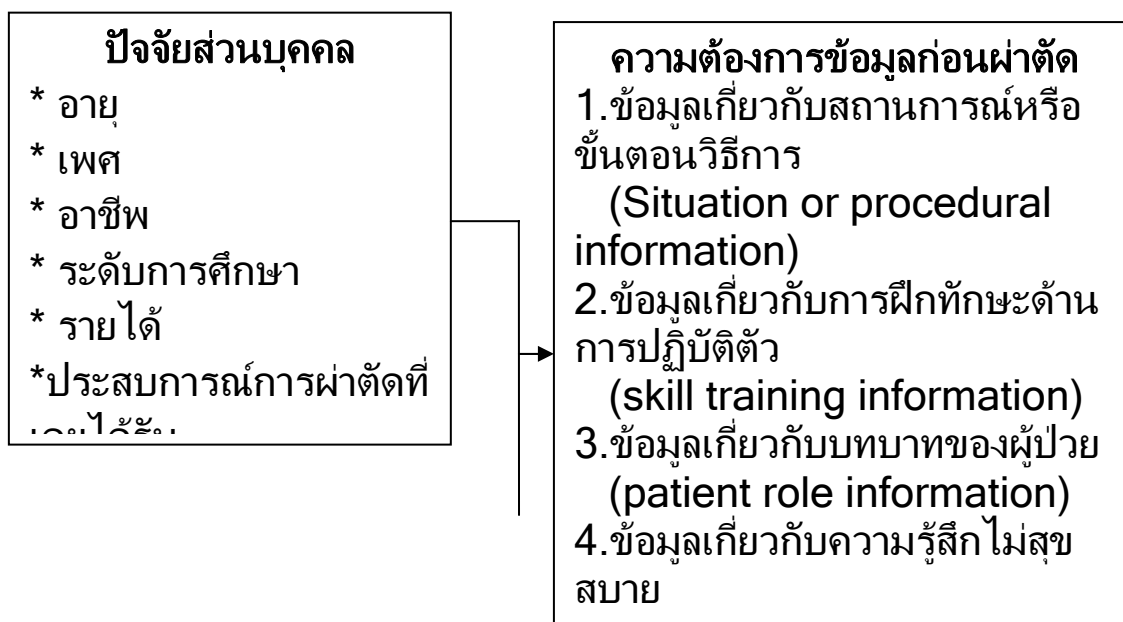 ปัจจัยส่วนบุคคล
* อายุ
* เพศ
* อาชีพ
* ระดับการศึกษา
* รายได้
*ประสบการณ์การผ่าตัดที่
เคยได้รับ
ความต้องการข้อมูลก่อนผ่าตัด
1.ข้อมูลเกี่ยวกับสถานการณ์หรือ
ขั้นตอนวิธีการ
(Situation or procedural
information)
2.ข้อมูลเกี่ยวกับการฝึกทักษะด้าน
การปฏิบัติตัว
(skill training information)
3.ข้อมูลเกี่ยวกับบทบาทของผู้ป่วย
(patient role information)
4.ข้อมูลเกี่ยวกับความรู้สึกไม่สุข
สบาย